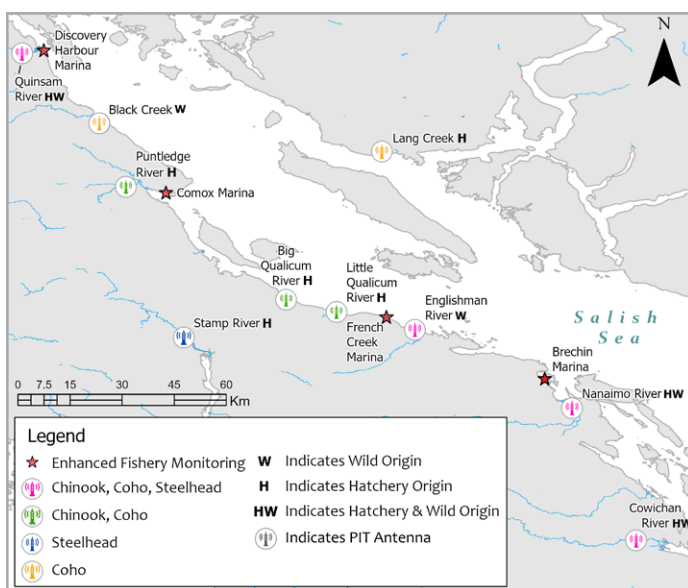 Discovery
Harbour
Marina
N
Quinsam
River HW
Black Creek W
Lang Creek H
Puntledge
River H
Comox Marina
Big
Qualicum
River H
Little
Qualicum
River H
Englishman
River W
Salish
Sea
Stamp River H
French
Creek
Marina
Brechin
Marina
0 7.5 15 30 45 60
Km
Nanaimo River HW
Legend
Enhanced Fishery Monitoring
Chinook, Coho, Steelhead
Chinook, Coho
Steelhead
Coho
W Indicates Wild Origin
H Indicates Hatchery Origin
HW Indicates Hatchery & Wild Origin
Indicates PIT Antenna
Cowichan
River HW